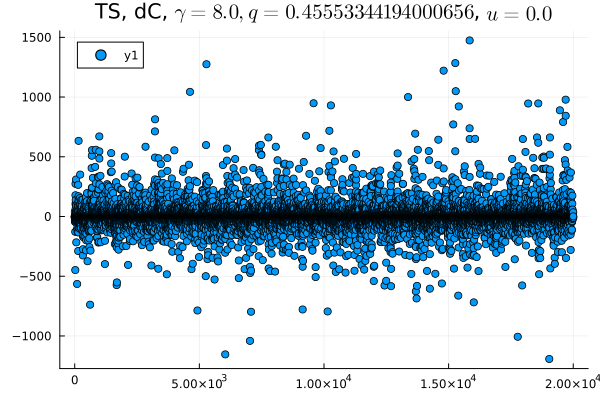 TS, dC, γ = 8.0, q = 0.45553344194000656, u = 0.0
1500
y1
1000
500
0
−500
−1000
0 5.00×10³ 1.00×10⁴ 1.50×10⁴ 2.00×10⁴